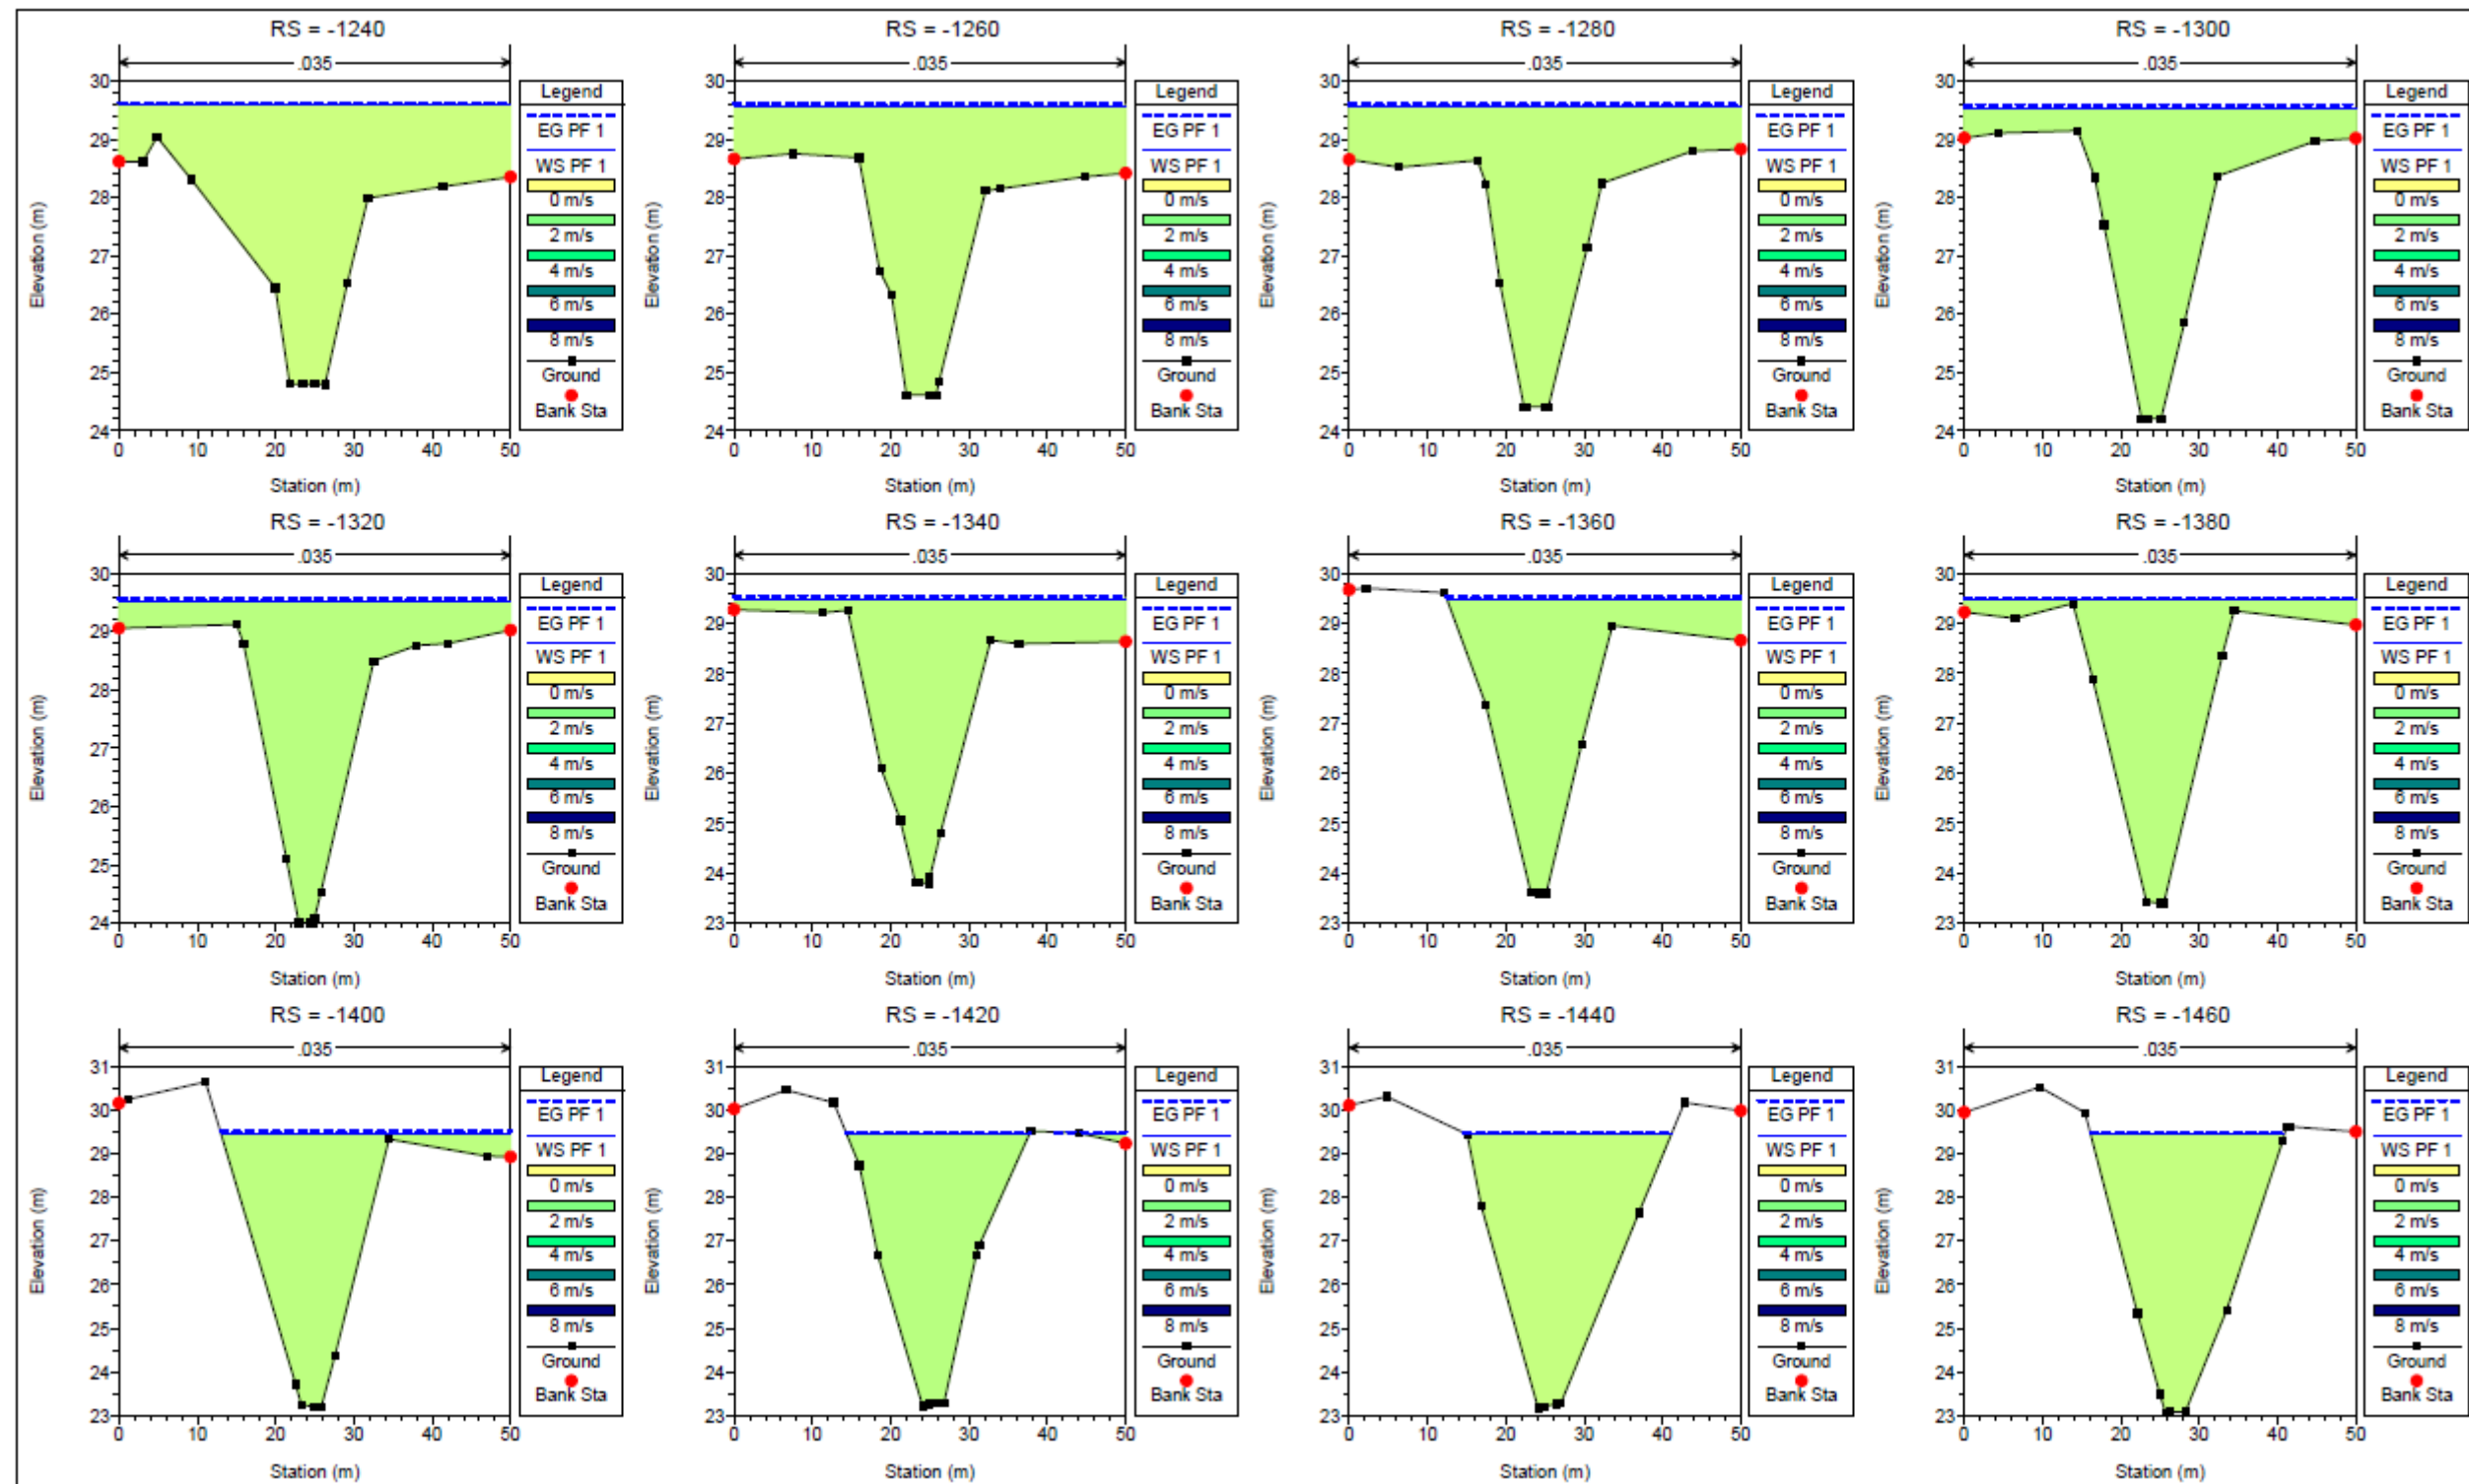 RS = -1240
.035
30
29
28
27
26
25
24
Elevation (m)
0 10 20 30 40 50
Station (m)
Legend
EG PF 1
WS PF 1
0 m/s
2 m/s
4 m/s
6 m/s
8 m/s
Ground
Bank Sta
RS = -1260
.035
30
29
28
27
26
25
24
Elevation (m)
0 10 20 30 40 50
Station (m)
Legend
EG PF 1
WS PF 1
0 m/s
2 m/s
4 m/s
6 m/s
8 m/s
Ground
Bank Sta
RS = -1280
.035
30
29
28
27
26
25
24
Elevation (m)
0 10 20 30 40 50
Station (m)
Legend
EG PF 1
WS PF 1
0 m/s
2 m/s
4 m/s
6 m/s
8 m/s
Ground
Bank Sta
RS = -1300
.035
30
29
28
27
26
25
24
Elevation (m)
0 10 20 30 40 50
Station (m)
Legend
EG PF 1
WS PF 1
0 m/s
2 m/s
4 m/s
6 m/s
8 m/s
Ground
Bank Sta
RS = -1320
.035
30
29
28
27
26
25
24
Elevation (m)
0 10 20 30 40 50
Station (m)
Legend
EG PF 1
WS PF 1
0 m/s
2 m/s
4 m/s
6 m/s
8 m/s
Ground
Bank Sta
RS = -1340
.035
30
29
28
27
26
25
24
23
Elevation (m)
0 10 20 30 40 50
Station (m)
Legend
EG PF 1
WS PF 1
0 m/s
2 m/s
4 m/s
6 m/s
8 m/s
Ground
Bank Sta
RS = -1360
.035
30
29
28
27
26
25
24
23
Elevation (m)
0 10 20 30 40 50
Station (m)
Legend
EG PF 1
WS PF 1
0 m/s
2 m/s
4 m/s
6 m/s
8 m/s
Ground
Bank Sta
RS = -1380
.035
30
29
28
27
26
25
24
23
Elevation (m)
0 10 20 30 40 50
Station (m)
Legend
EG PF 1
WS PF 1
0 m/s
2 m/s
4 m/s
6 m/s
8 m/s
Ground
Bank Sta
RS = -1400
.035
31
30
29
28
27
26
25
24
23
Elevation (m)
0 10 20 30 40 50
Station (m)
Legend
EG PF 1
WS PF 1
0 m/s
2 m/s
4 m/s
6 m/s
8 m/s
Ground
Bank Sta
RS = -1420
.035
31
30
29
28
27
26
25
24
23
Elevation (m)
0 10 20 30 40 50
Station (m)
Legend
EG PF 1
WS PF 1
0 m/s
2 m/s
4 m/s
6 m/s
8 m/s
Ground
Bank Sta
RS = -1440
.035
31
30
29
28
27
26
25
24
23
Elevation (m)
0 10 20 30 40 50
Station (m)
Legend
EG PF 1
WS PF 1
0 m/s
2 m/s
4 m/s
6 m/s
8 m/s
Ground
Bank Sta
RS = -1460
.035
31
30
29
28
27
26
25
24
23
Elevation (m)
0 10 20 30 40 50
Station (m)
Legend
EG PF 1
WS PF 1
0 m/s
2 m/s
4 m/s
6 m/s
8 m/s
Ground
Bank Sta